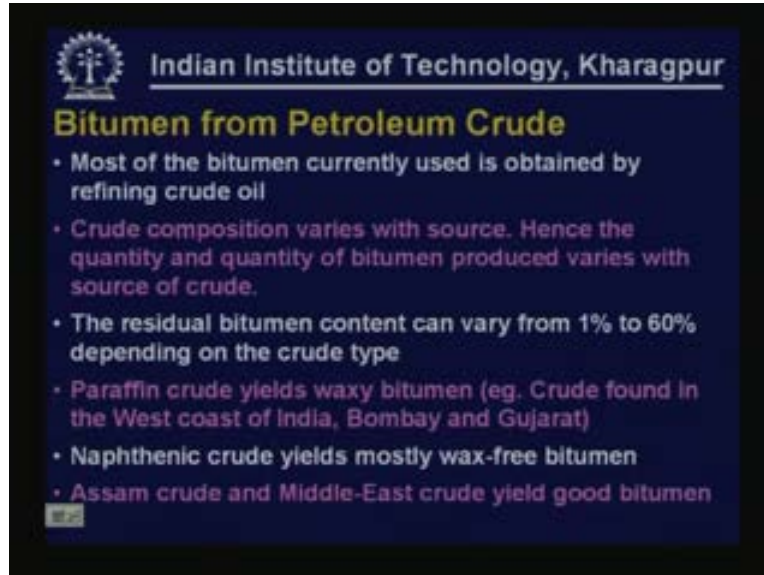 Indian Institute of Technology, Kharagpur
Bitumen from Petroleum Crude
• Most of the bitumen currently used is obtained by
refining crude oil
• Crude composition varies with source. Hence the
quantity and quantity of bitumen produced varies with
source of crude.
• The residual bitumen content can vary from 1% to 60%
depending on the crude type
• Paraffin crude yields waxy bitumen (eg. Crude found in
the West coast of India, Bombay and Gujarat)
• Naphthenic crude yields mostly wax-free bitumen
• Assam crude and Middle-East crude yield good bitumen